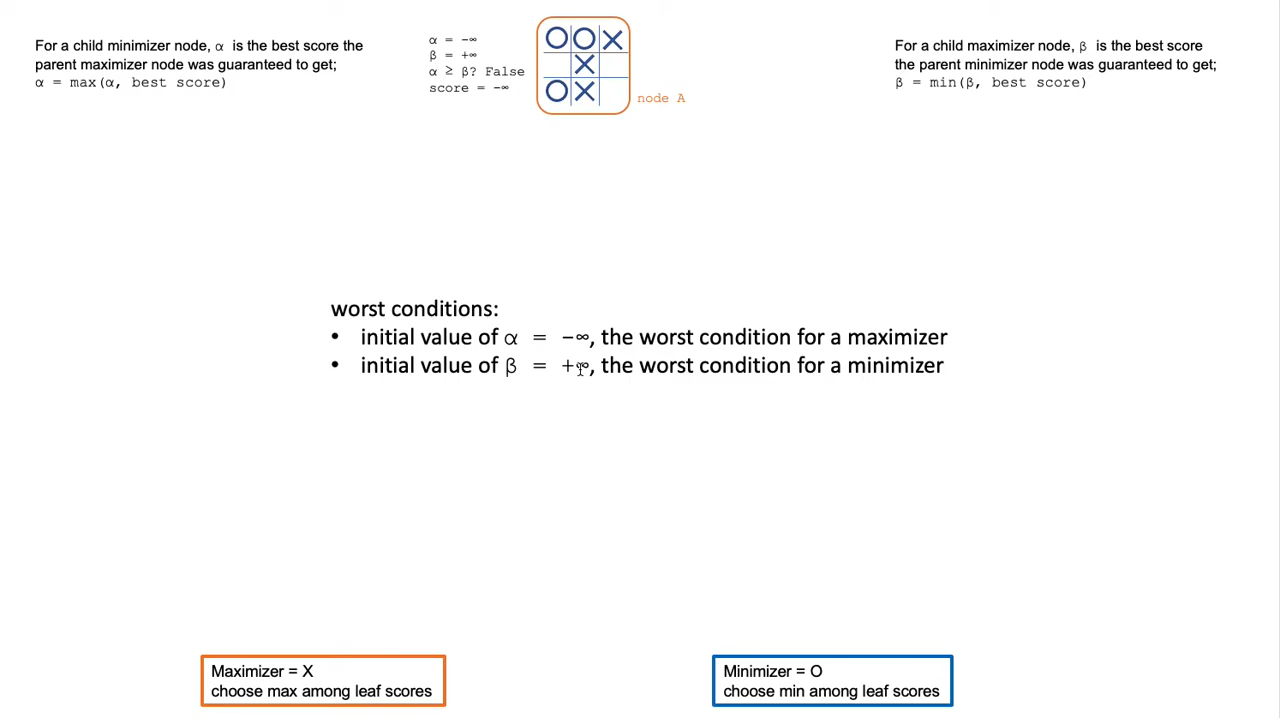 For a child minimizer node, α is the best score the
parent maximizer node was guaranteed to get;
α = max(α, best score)
α = -∞
β = +∞
α ≥ β? False
score = -∞
O O X
X
O X
node A
For a child maximizer node, β is the best score
the parent minimizer node was guaranteed to get;
β = min(β, best score)
worst conditions:
• initial value of α = -∞, the worst condition for a maximizer
• initial value of β = +∞, the worst condition for a minimizer
Maximizer = X
choose max among leaf scores
Minimizer = O
choose min among leaf scores